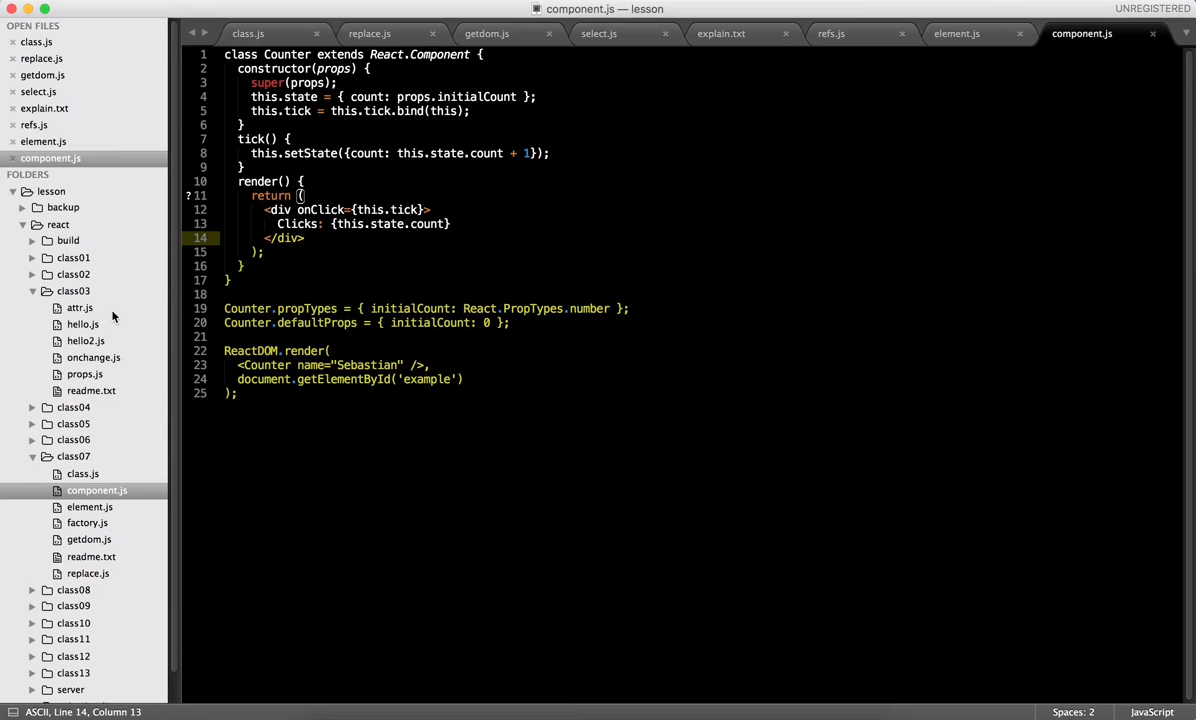 component.js — lesson
UNREGISTERED
OPEN FILES
class.js
replace.js
getdom.js
select.js
explain.txt
refs.js
element.js
component.js
FOLDERS
lesson
backup
react
build
class01
class02
class03
attr.js
hello.js
hello2.js
onchange.js
props.js
readme.txt
class04
class05
class06
class07
class.js
component.js
element.js
factory.js
getdom.js
readme.txt
replace.js
class08
class09
class10
class11
class12
class13
server
class.js
replace.js
getdom.js
select.js
explain.txt
refs.js
element.js
component.js
1 class Counter extends React.Component {
2 constructor(props) {
3 super(props);
4 this.state = { count: props.initialCount };
5 this.tick = this.tick.bind(this);
6 }
7 tick() {
8 this.setState({count: this.state.count + 1});
9 }
10 render() {
?11 return (
12 <div onClick={this.tick}>
13 Clicks: {this.state.count}
14 </div>
15 );
16 }
17 }
18
19 Counter.propTypes = { initialCount: React.PropTypes.number };
20 Counter.defaultProps = { initialCount: 0 };
21
22 ReactDOM.render(
23 <Counter name="Sebastian" />,
24 document.getElementById('example')
25 );
ASCII, Line 14, Column 13
Spaces: 2
JavaScript